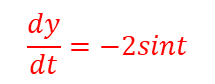 dy/dt = −2sint